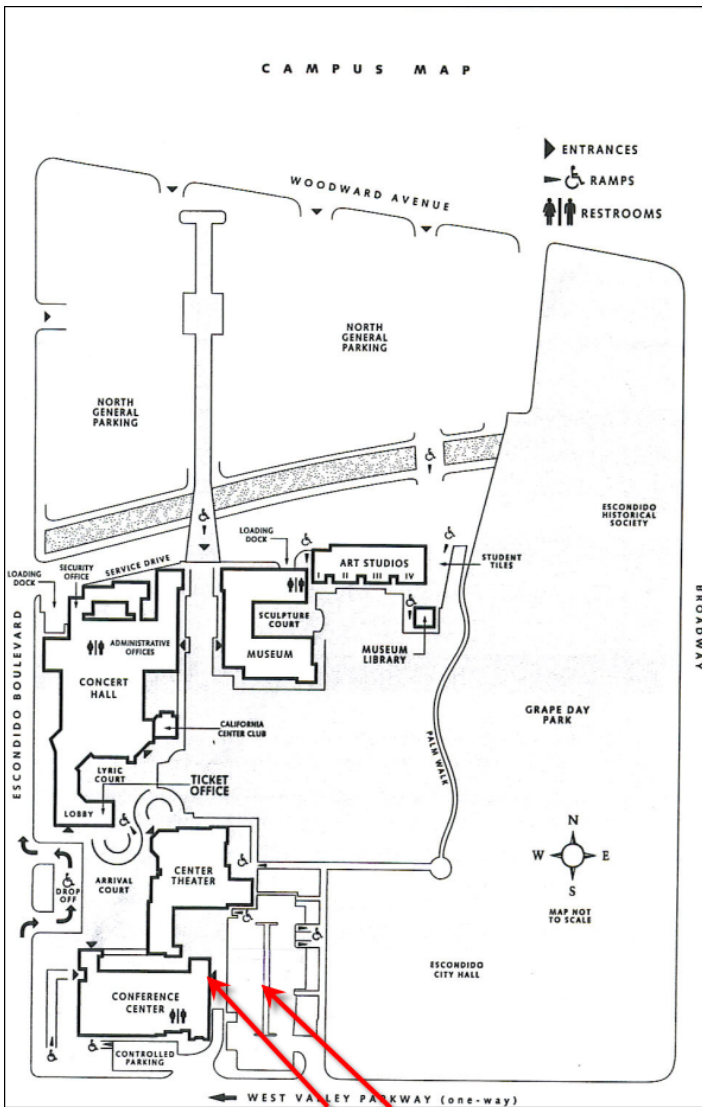 CAMPUS MAP
ENTRANCES
RAMPS
RESTROOMS
WOODWARD AVENUE
NORTH
GENERAL
PARKING
NORTH
GENERAL
PARKING
ESCONDIDO
HISTORICAL
SOCIETY
LOADING
DOCK
SECURITY
OFFICE
SERVICE DRIVE
LOADING
DOCK
ART STUDIOS
I II III IV
STUDENT
TILES
SCULPTURE
COURT
MUSEUM
MUSEUM
LIBRARY
ADMINISTRATIVE
OFFICES
CONCERT
HALL
CALIFORNIA
CENTER CLUB
LYRIC
COURT
TICKET
OFFICE
LOBBY
ESCONDIDO BOULEVARD
BROADWAY
GRAPE DAY
PARK
PALM WALK
N
W E
S
MAP NOT
TO SCALE
DROP
OFF
ARRIVAL
COURT
CENTER
THEATER
ESCONDIDO
CITY HALL
CONFERENCE
CENTER
CONTROLLED
PARKING
WEST VALLEY PARKWAY (one-way)